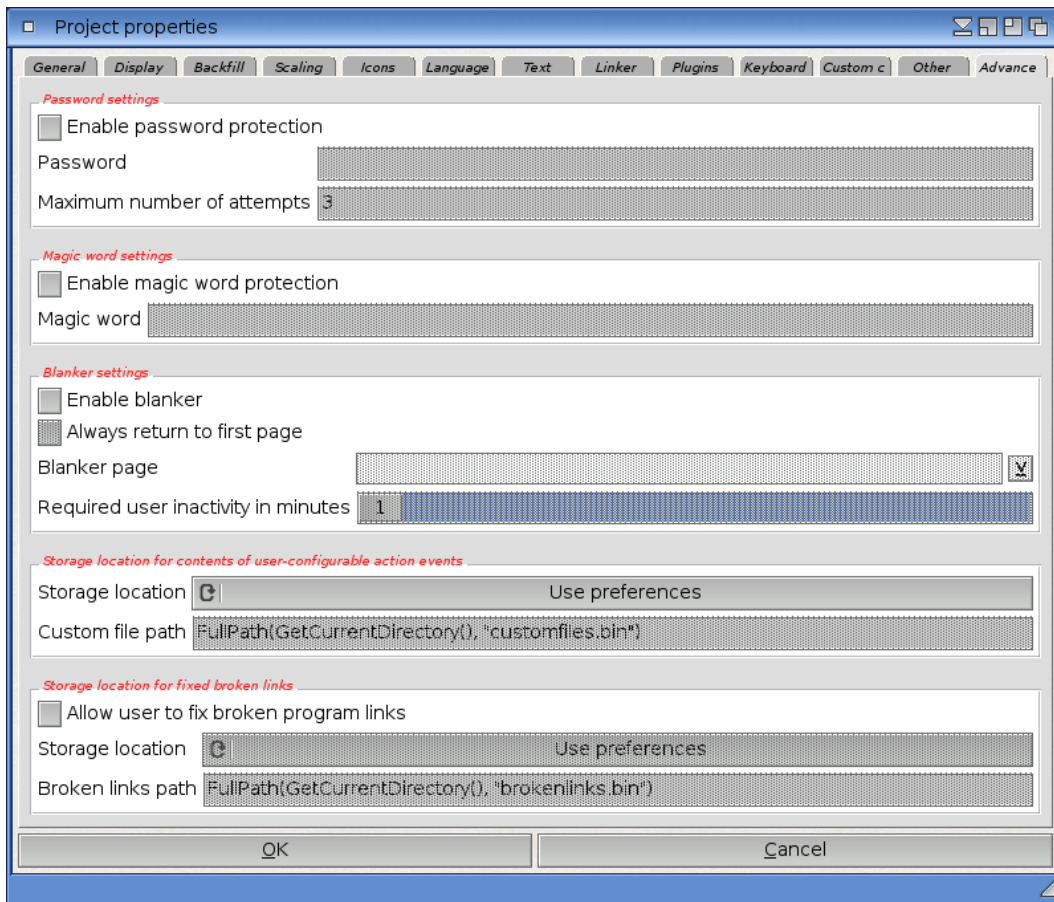 Project properties
General Display Backfill Scaling Icons Language Text Linker Plugins Keyboard Custom c Other Advance
Password settings
Enable password protection
Password
Maximum number of attempts 3
Magic word settings
Enable magic word protection
Magic word
Blanker settings
Enable blanker
Always return to first page
Blanker page
Required user inactivity in minutes 1
Storage location for contents of user-configurable action events
Storage location Use preferences
Custom file path FullPath(GetCurrentDirectory(), "customfiles.bin")
Storage location for fixed broken links
Allow user to fix broken program links
Storage location Use preferences
Broken links path FullPath(GetCurrentDirectory(), "brokenlinks.bin")
OK Cancel